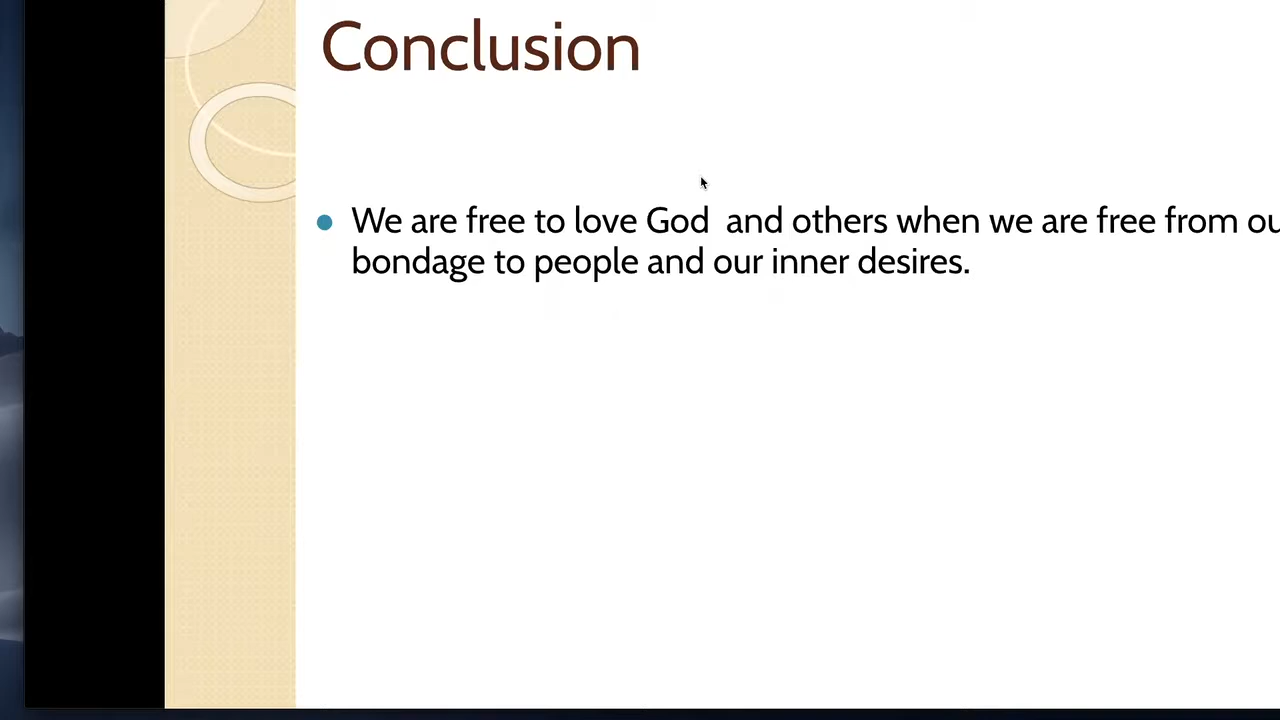 Conclusion
We are free to love God and others when we are free from ou
bondage to people and our inner desires.